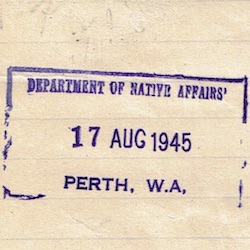 DEPARTMENT OF NATIVE AFFAIRS'
17 AUG 1945
PERTH, W.A,